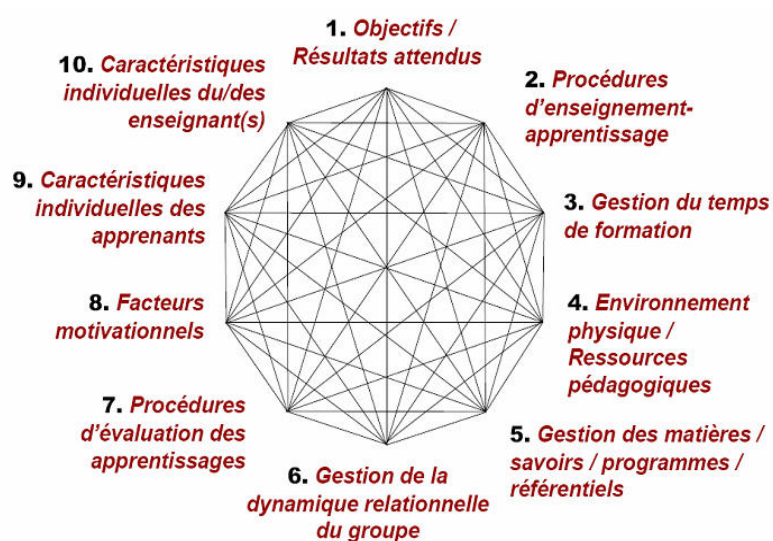 1. Objectifs /
Résultats attendus
2. Procédures
d'enseignement-
apprentissage
3. Gestion du temps
de formation
4. Environnement
physique /
Ressources
pédagogiques
5. Gestion des matières /
savoirs / programmes /
référentiels
6. Gestion de la
dynamique relationnelle
du groupe
7. Procédures
d'évaluation des
apprentissages
8. Facteurs
motivationnels
9. Caractéristiques
individuelles des
apprenants
10. Caractéristiques
individuelles du/des
enseignant(s)